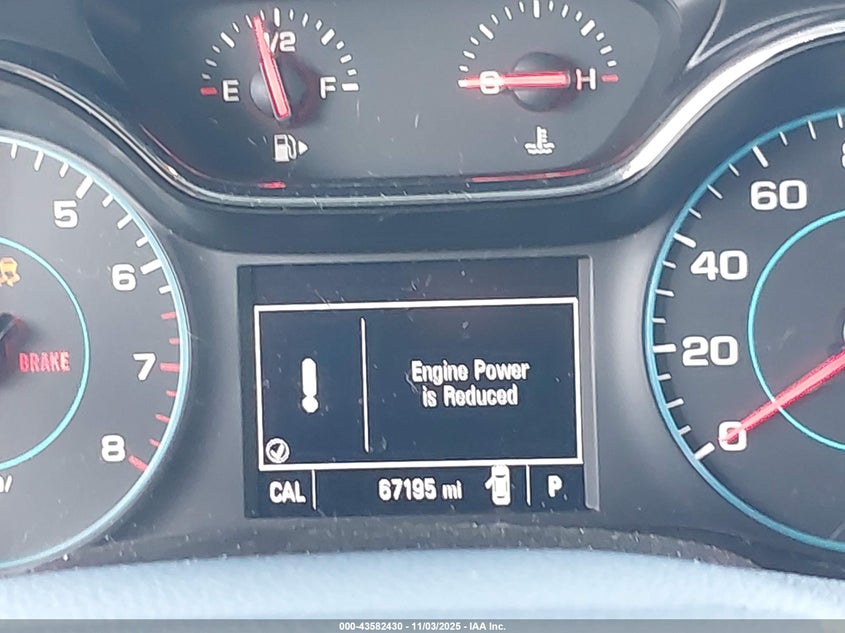 1/2
E F
C H
5
6
7
8
BRAKE
Engine Power
is Reduced
CAL
67195 mi
P
60
40
20
0
000-43582430 - 11/03/2025 - IAA Inc.